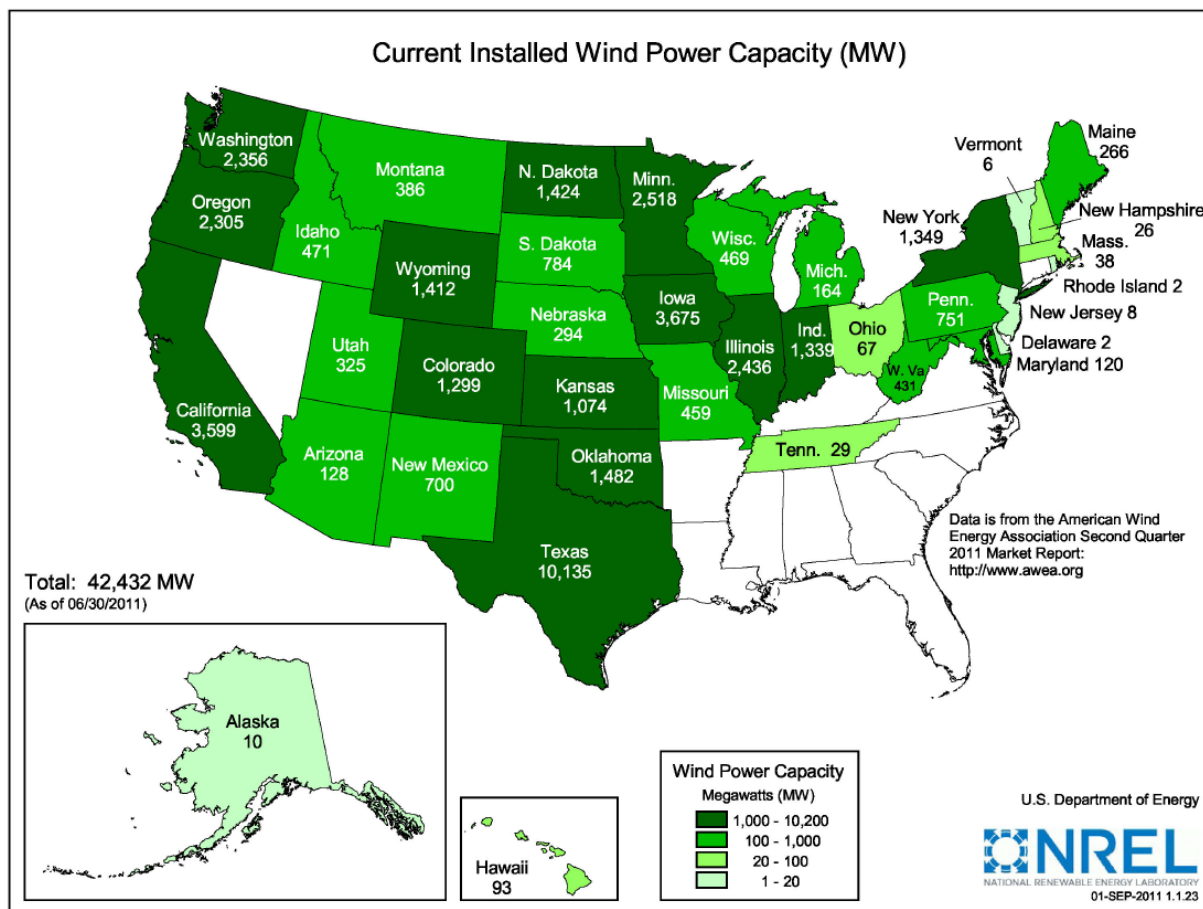 Current Installed Wind Power Capacity (MW)
Washington
2,356
Oregon
2,305
California
3,599
Idaho
471
Montana
386
Wyoming
1,412
Utah
325
Colorado
1,299
Arizona
128
New Mexico
700
N. Dakota
1,424
S. Dakota
784
Nebraska
294
Kansas
1,074
Oklahoma
1,482
Texas
10,135
Minn.
2,518
Iowa
3,675
Missouri
459
Wisc.
469
Illinois
2,436
Mich.
164
Ind.
1,339
Ohio
67
W. Va
431
Tenn. 29
Penn.
751
New York
1,349
Vermont
6
Maine
266
New Hampshire
26
Mass.
38
Rhode Island 2
New Jersey 8
Delaware 2
Maryland 120
Data is from the American Wind
Energy Association Second Quarter
2011 Market Report:
http://www.awea.org
Total: 42,432 MW
(As of 06/30/2011)
Alaska
10
Hawaii
93
Wind Power Capacity
Megawatts (MW)
1,000 - 10,200
100 - 1,000
20 - 100
1 - 20
U.S. Department of Energy
NREL
NATIONAL RENEWABLE ENERGY LABORATORY
01-SEP-2011 1.1.23